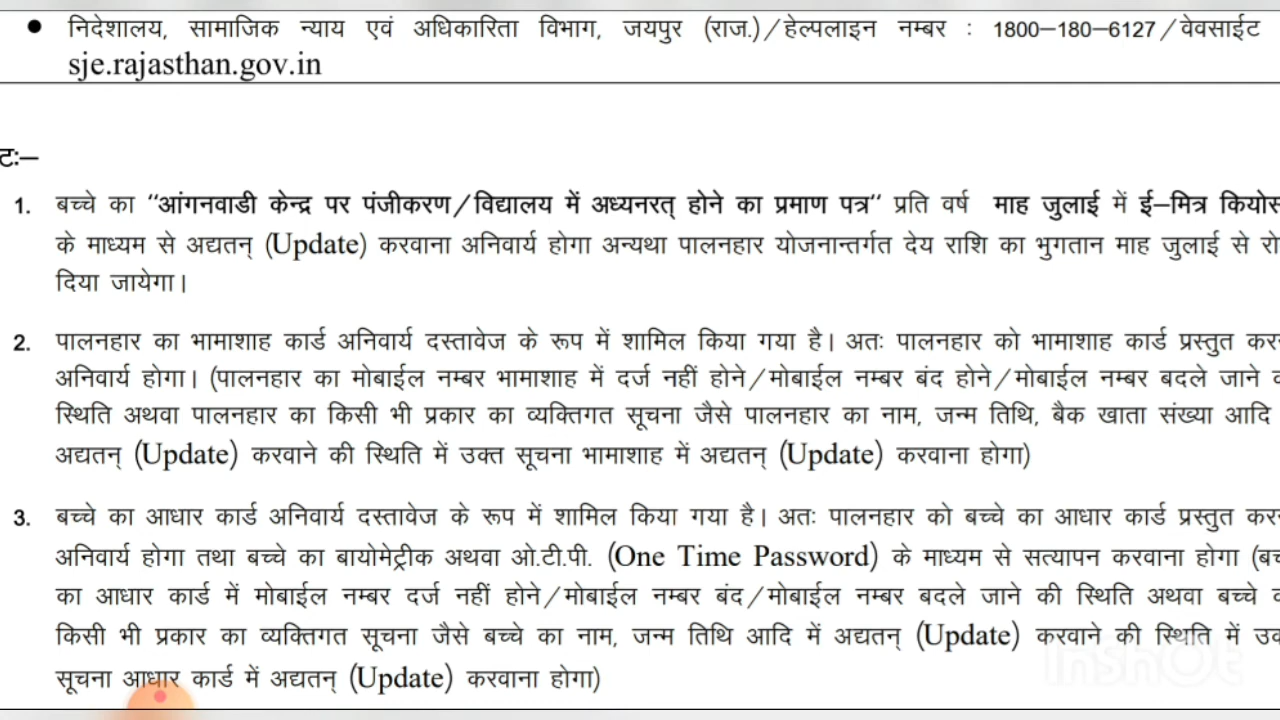 ● निदेशालय, सामाजिक न्याय एवं अधिकारिता विभाग, जयपुर (राज.)/हेल्पलाइन नम्बर : 1800–180–6127/वेवसाईट
sje.rajasthan.gov.in
टः–
1. बच्चे का "आंगनवाडी केन्द्र पर पंजीकरण/विद्यालय में अध्यनरत् होने का प्रमाण पत्र" प्रति वर्ष माह जुलाई में ई–मित्र
के माध्यम से अद्यतन् (Update) करवाना अनिवार्य होगा अन्यथा पालनहार योजनान्तर्गत देय राशि का भुगतान माह जुलाई से
दिया जायेगा।
2. पालनहार का भामाशाह कार्ड अनिवार्य दस्तावेज के रूप में शामिल किया गया है। अतः पालनहार को भामाशाह कार्ड प्रस्तुत
अनिवार्य होगा। (पालनहार का मोबाईल नम्बर भामाशाह में दर्ज नहीं होने/मोबाईल नम्बर बंद होने/मोबाईल नम्बर बदले जाने
स्थिति अथवा पालनहार का किसी भी प्रकार का व्यक्तिगत सूचना जैसे पालनहार का नाम, जन्म तिथि, बैक खाता संख्या आदि
अद्यतन् (Update) करवाने की स्थिति में उक्त सूचना भामाशाह में अद्यतन् (Update) करवाना होगा)
3. बच्चे का आधार कार्ड अनिवार्य दस्तावेज के रूप में शामिल किया गया है। अतः पालनहार को बच्चे का आधार कार्ड प्रस्तुत
अनिवार्य होगा तथा बच्चे का बायोमेट्रीक अथवा ओ.टी.पी. (One Time Password) के माध्यम से सत्यापन करवाना होगा
का आधार कार्ड में मोबाईल नम्बर दर्ज नहीं होने/मोबाईल नम्बर बंद/मोबाईल नम्बर बदले जाने की स्थिति अथवा बच्चे
किसी भी प्रकार का व्यक्तिगत सूचना जैसे बच्चे का नाम, जन्म तिथि आदि में अद्यतन् (Update) करवाने की स्थिति में
सूचना आधार कार्ड में अद्यतन् (Update) करवाना होगा)
InShOt